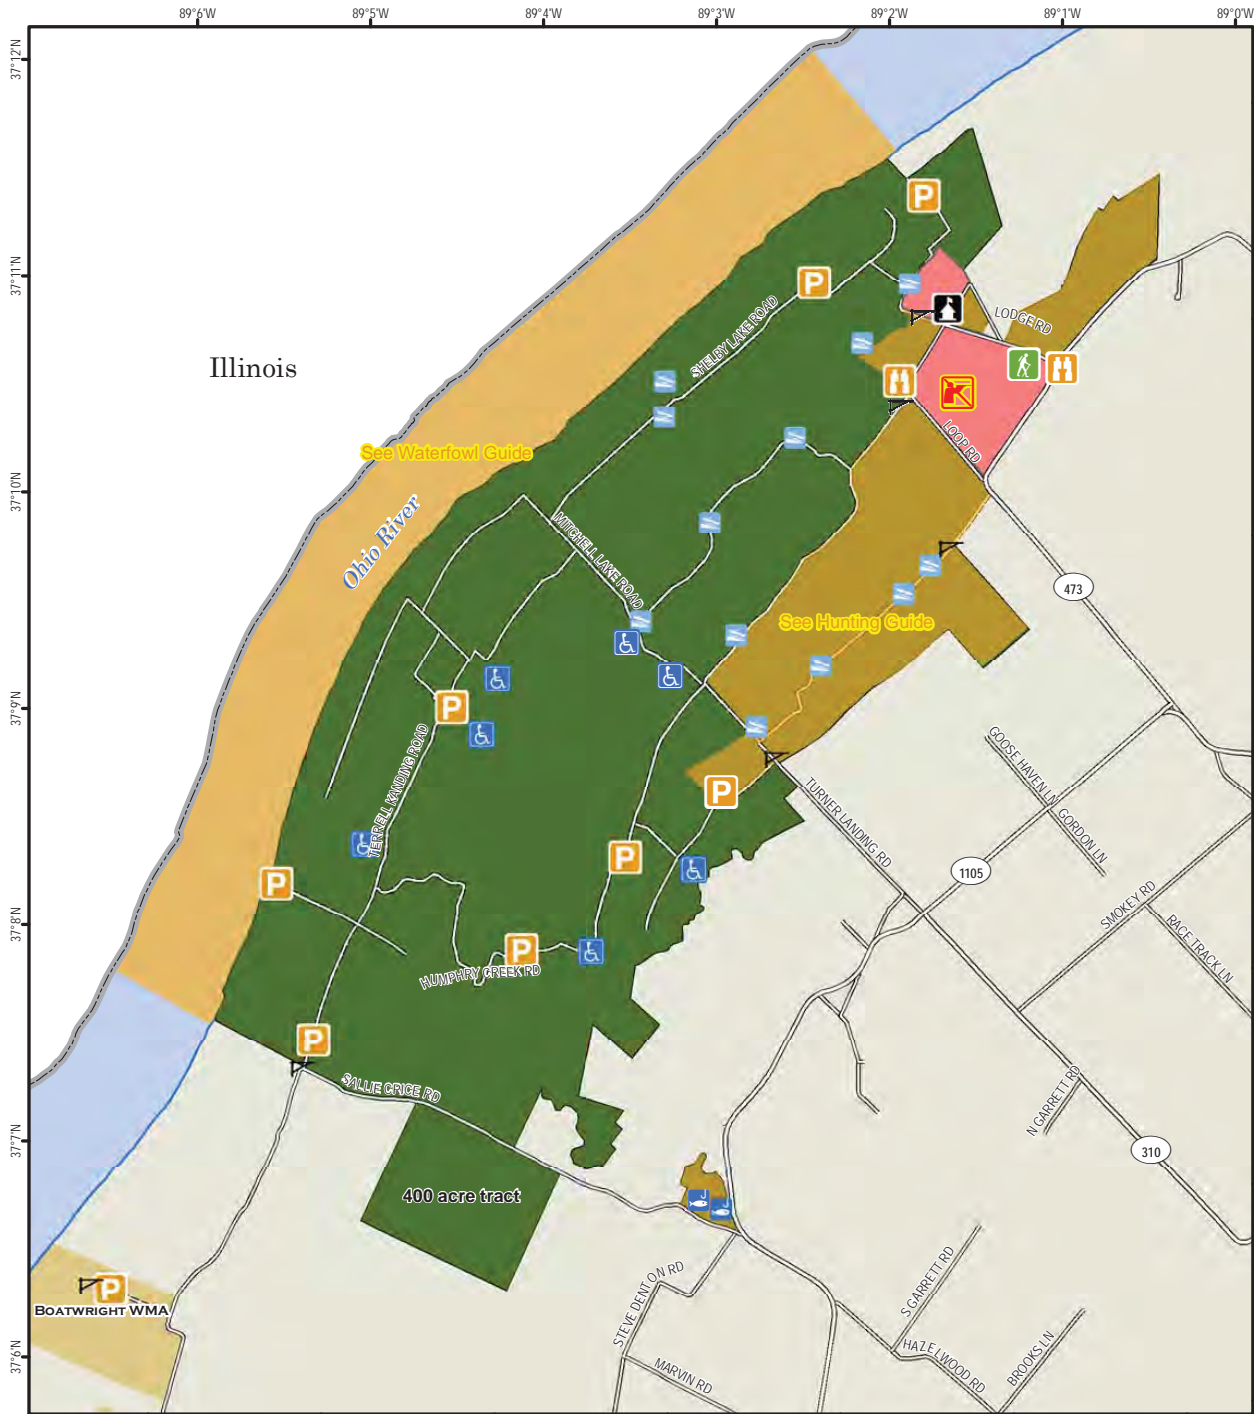 89°6'W 89°5'W 89°4'W 89°3'W 89°2'W 89°1'W 89°0'W
37°12'N
37°11'N
37°10'N
37°9'N
37°8'N
37°7'N
37°6'N
P
P
SHELBY LAKE ROAD
LODGE RD
Illinois
LOOP RD
See Waterfowl Guide
Ohio River
MITCHELL LAKE ROAD
473
See Hunting Guide
P
TERRELL KANDING ROAD
P
GOOSE HAVEN LN
GORDON LN
TURNER LANDING RD
P
1105
P
SMOKEY RD
RACE TRACK LN
P
HUMPHRY CREEK RD
P
SALLIE CRICE RD
N GARRETT RD
310
400 acre tract
P
BOATWRIGHT WMA
STEVE DENTON RD
S GARRETT RD
MARVIN RD
HAZELWOOD RD
BROOKS LN